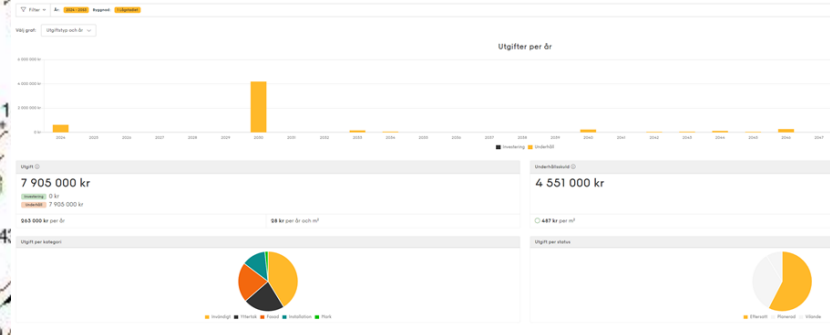 Filter
År: 2024 - 2053 Byggnad: 1 utgrändet
Välj graf: Utgiftstyp och år
Utgifter per år
6 000 000 kr
4 000 000 kr
2 000 000 kr
0 kr
2024 2025 2026 2027 2028 2029 2030 2031 2032 2033 2034 2035 2036 2037 2038 2039 2040 2041 2042 2043 2044 2045 2046 2047
Investering Underhåll
Utgift
7 905 000 kr
Investering 0 kr
Underhåll 7 905 000 kr
263 000 kr per år
28 kr per år och m²
Underhållsskuld
4 551 000 kr
487 kr per m²
Utgift per kategori
Invändigt Yttertak Fasad Installation Mark
Utgift per status
Eftersatt Planerad Vilande